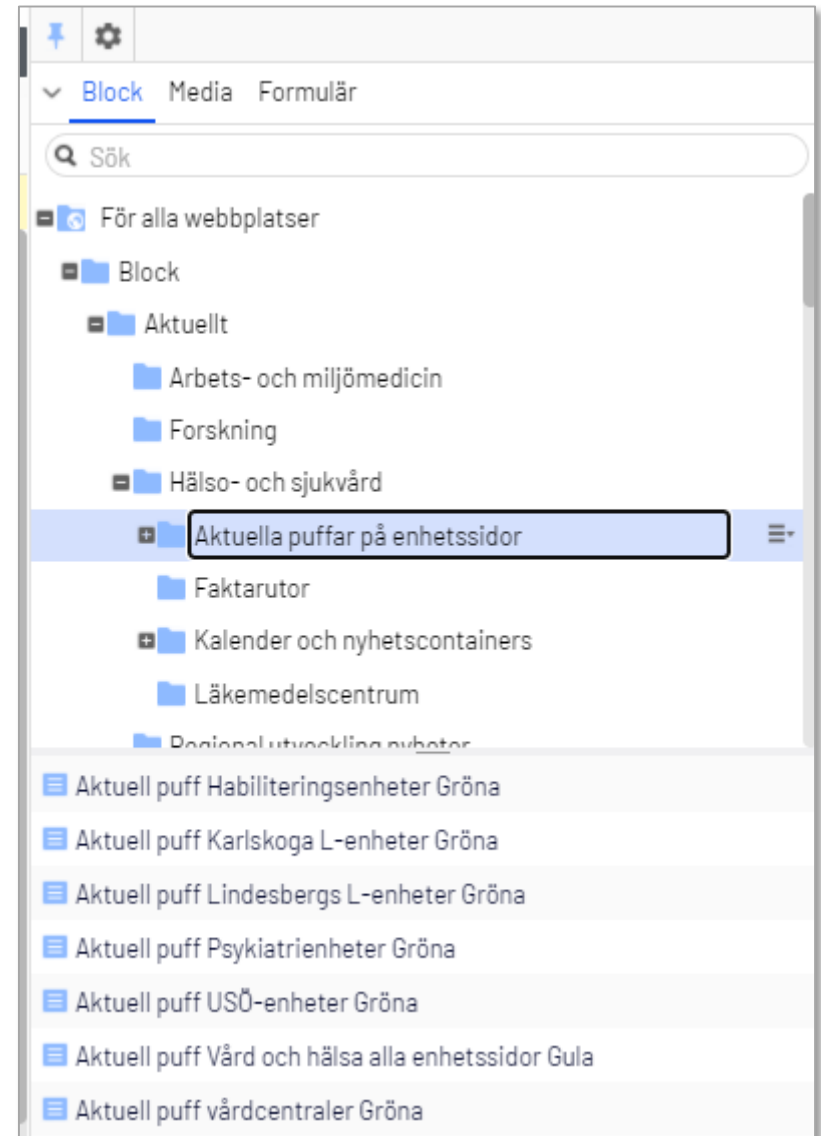 Block Media Formulär
Sök
För alla webbplatser
Block
Aktuellt
Arbets- och miljömedicin
Forskning
Hälso- och sjukvård
Aktuella puffar på enhetssidor
Faktarutor
Kalender och nyhetscontainers
Läkemedelscentrum
Regional utveckling nyheter
Aktuell puff Habiliteringsenheter Gröna
Aktuell puff Karlskoga L-enheter Gröna
Aktuell puff Lindesbergs L-enheter Gröna
Aktuell puff Psykiatrienheter Gröna
Aktuell puff USÖ-enheter Gröna
Aktuell puff Vård och hälsa alla enhetssidor Gula
Aktuell puff vårdcentraler Gröna